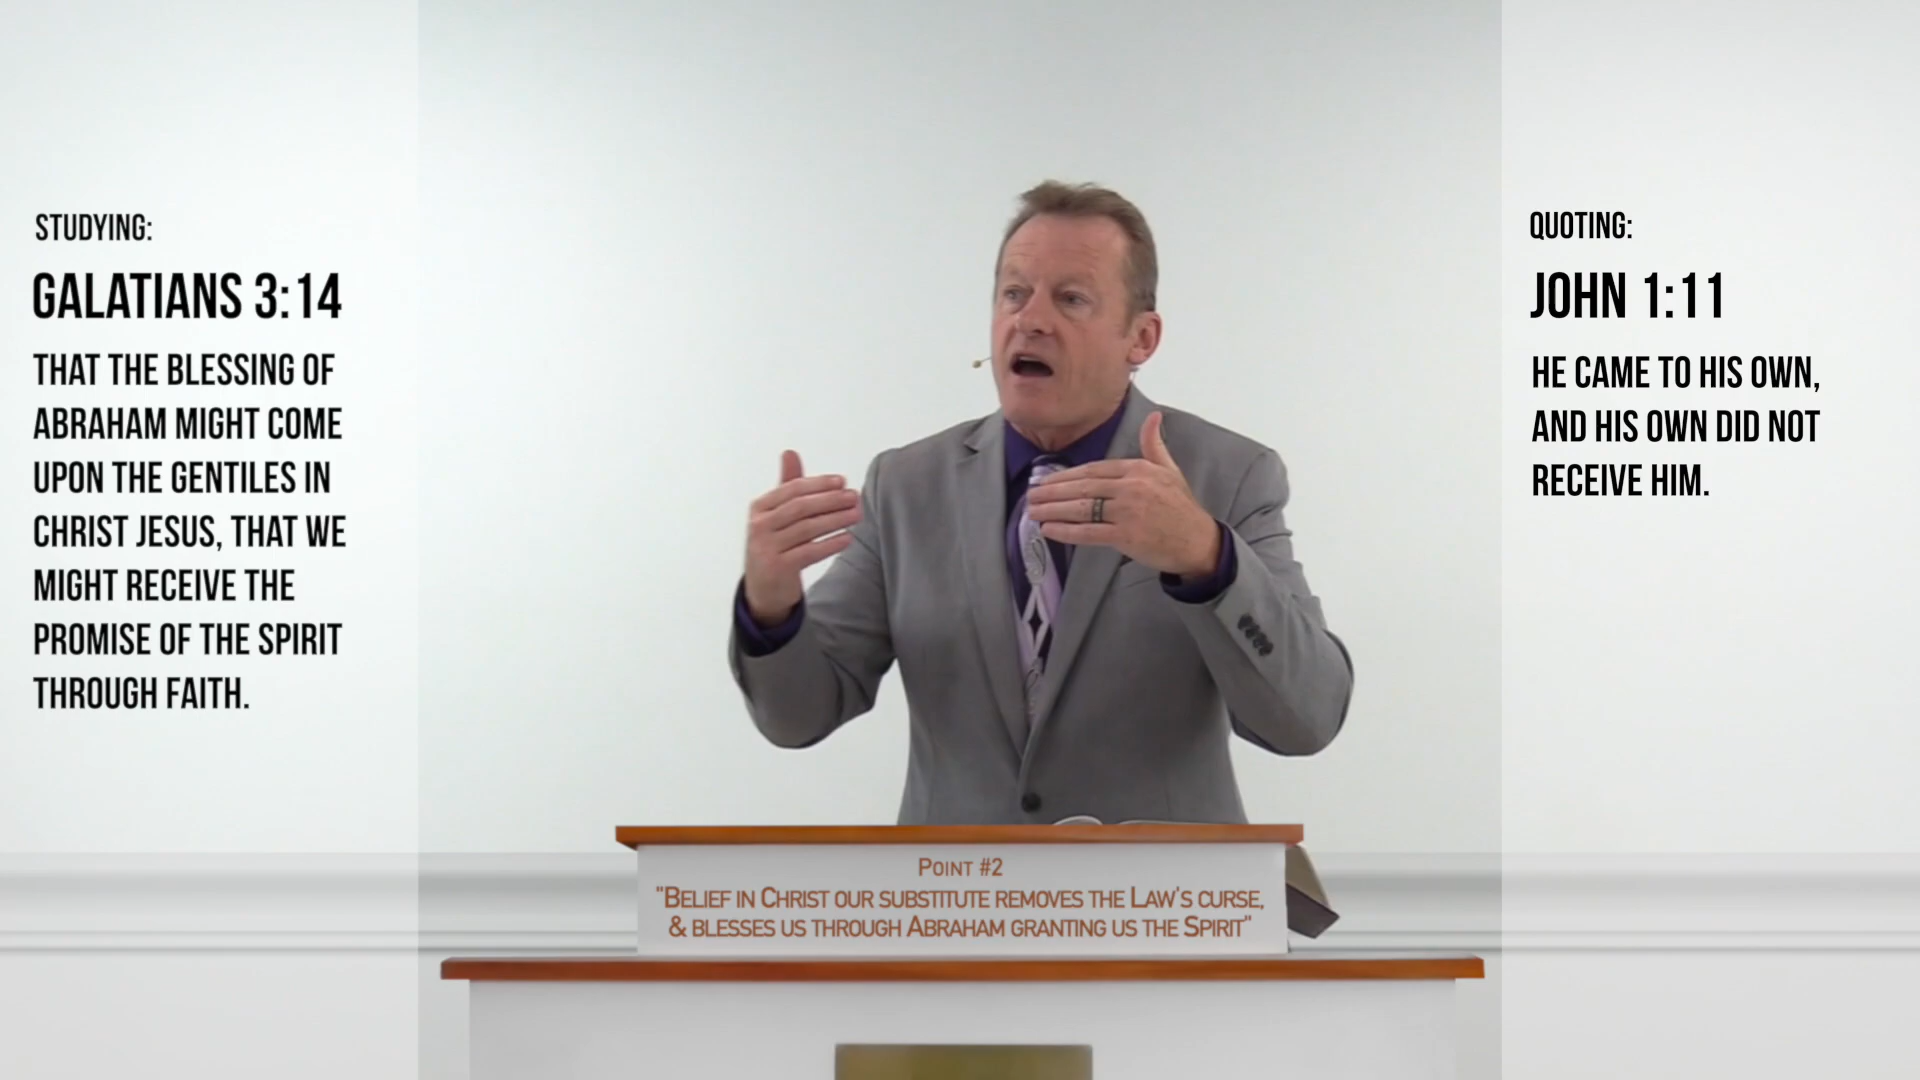 STUDYING:
GALATIANS 3:14
THAT THE BLESSING OF
ABRAHAM MIGHT COME
UPON THE GENTILES IN
CHRIST JESUS, THAT WE
MIGHT RECEIVE THE
PROMISE OF THE SPIRIT
THROUGH FAITH.
QUOTING:
JOHN 1:11
HE CAME TO HIS OWN,
AND HIS OWN DID NOT
RECEIVE HIM.
POINT #2
"BELIEF IN CHRIST OUR SUBSTITUTE REMOVES THE LAW'S CURSE,
& BLESSES US THROUGH ABRAHAM GRANTING US THE SPIRIT"